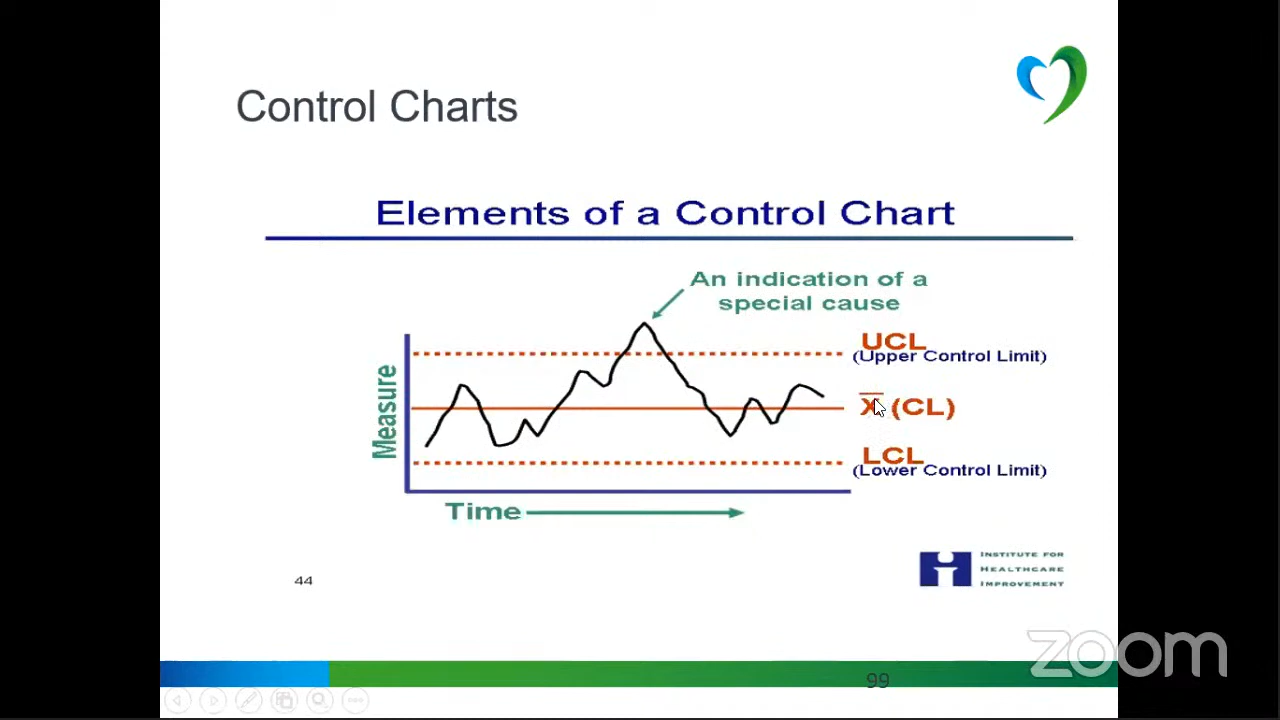 Control Charts
Elements of a Control Chart
An indication of a
special cause
UCL
(Upper Control Limit)
Measure
X (CL)
LCL
(Lower Control Limit)
Time
INSTITUTE FOR
HEALTHCARE
IMPROVEMENT
44
zoom
99